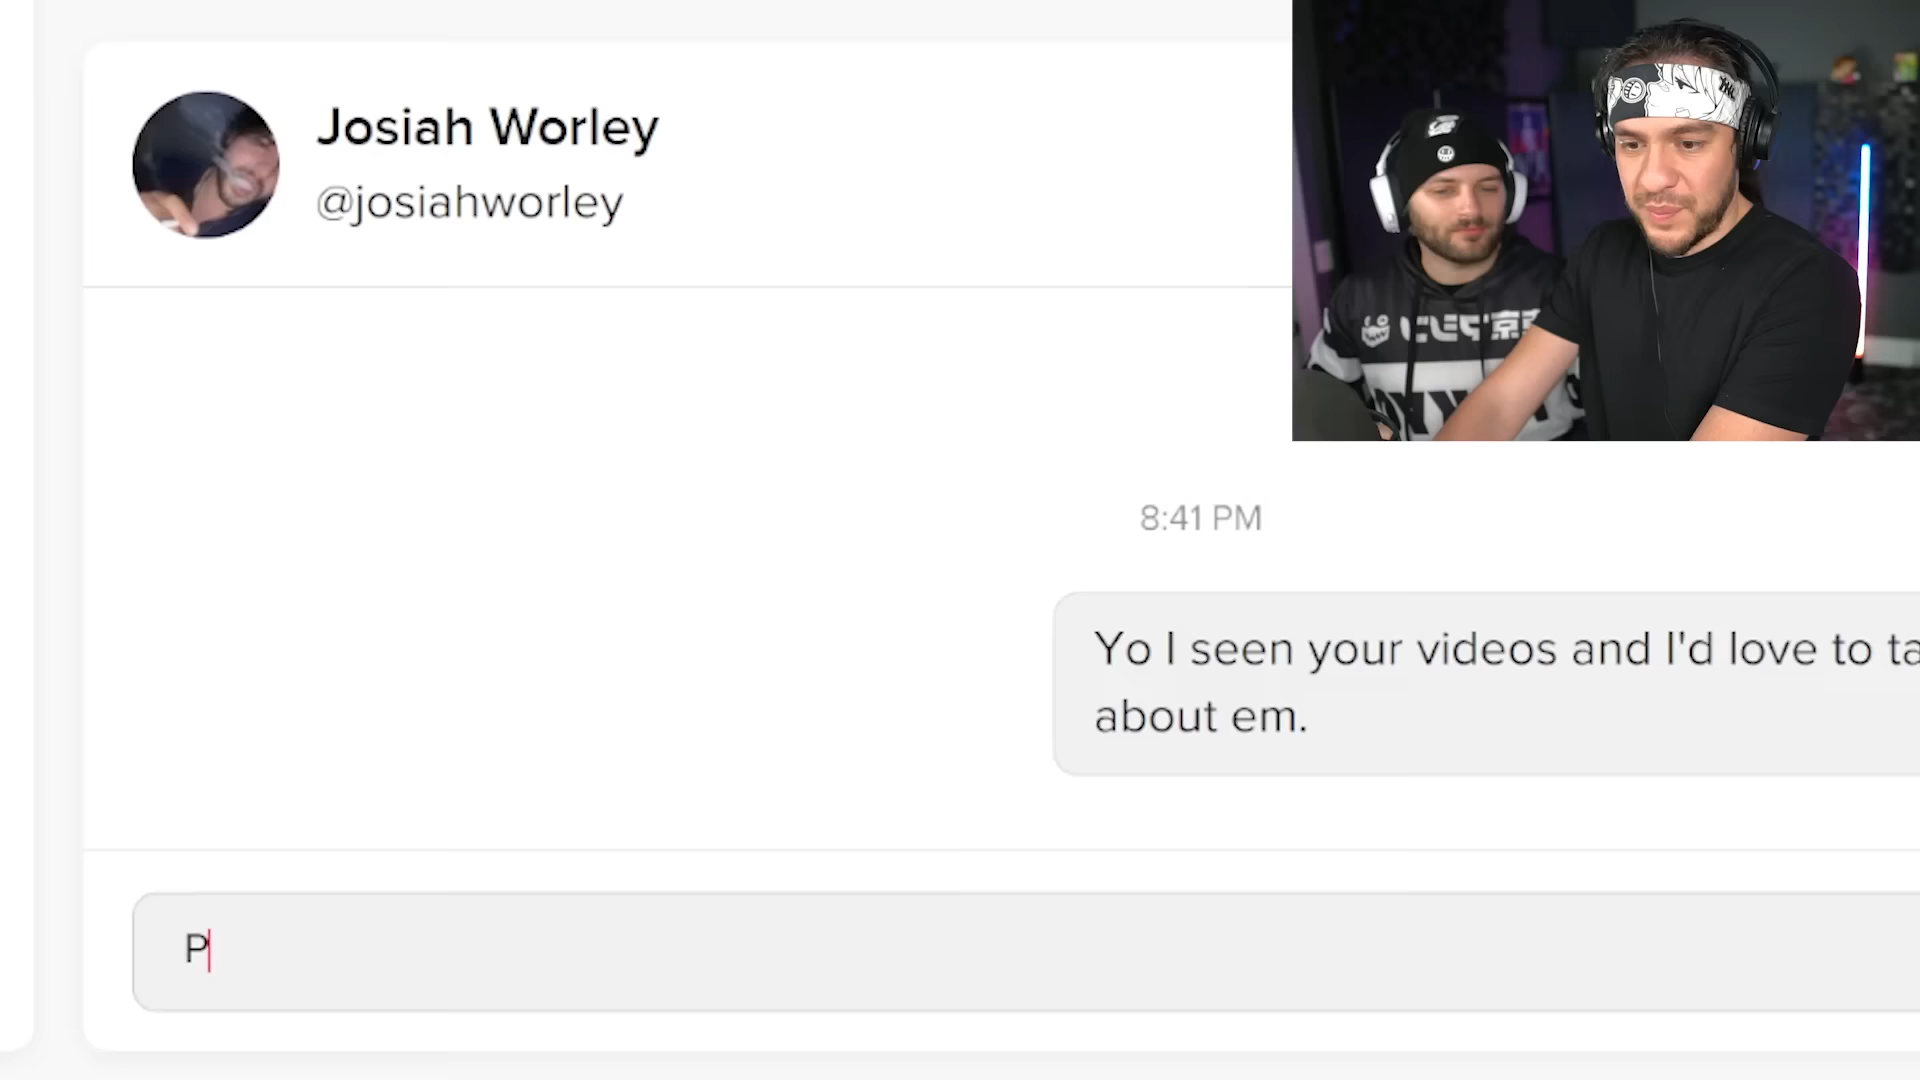 Josiah Worley
@josiahworley
8:41 PM
Yo I seen your videos and I'd love to ta
about em.
P